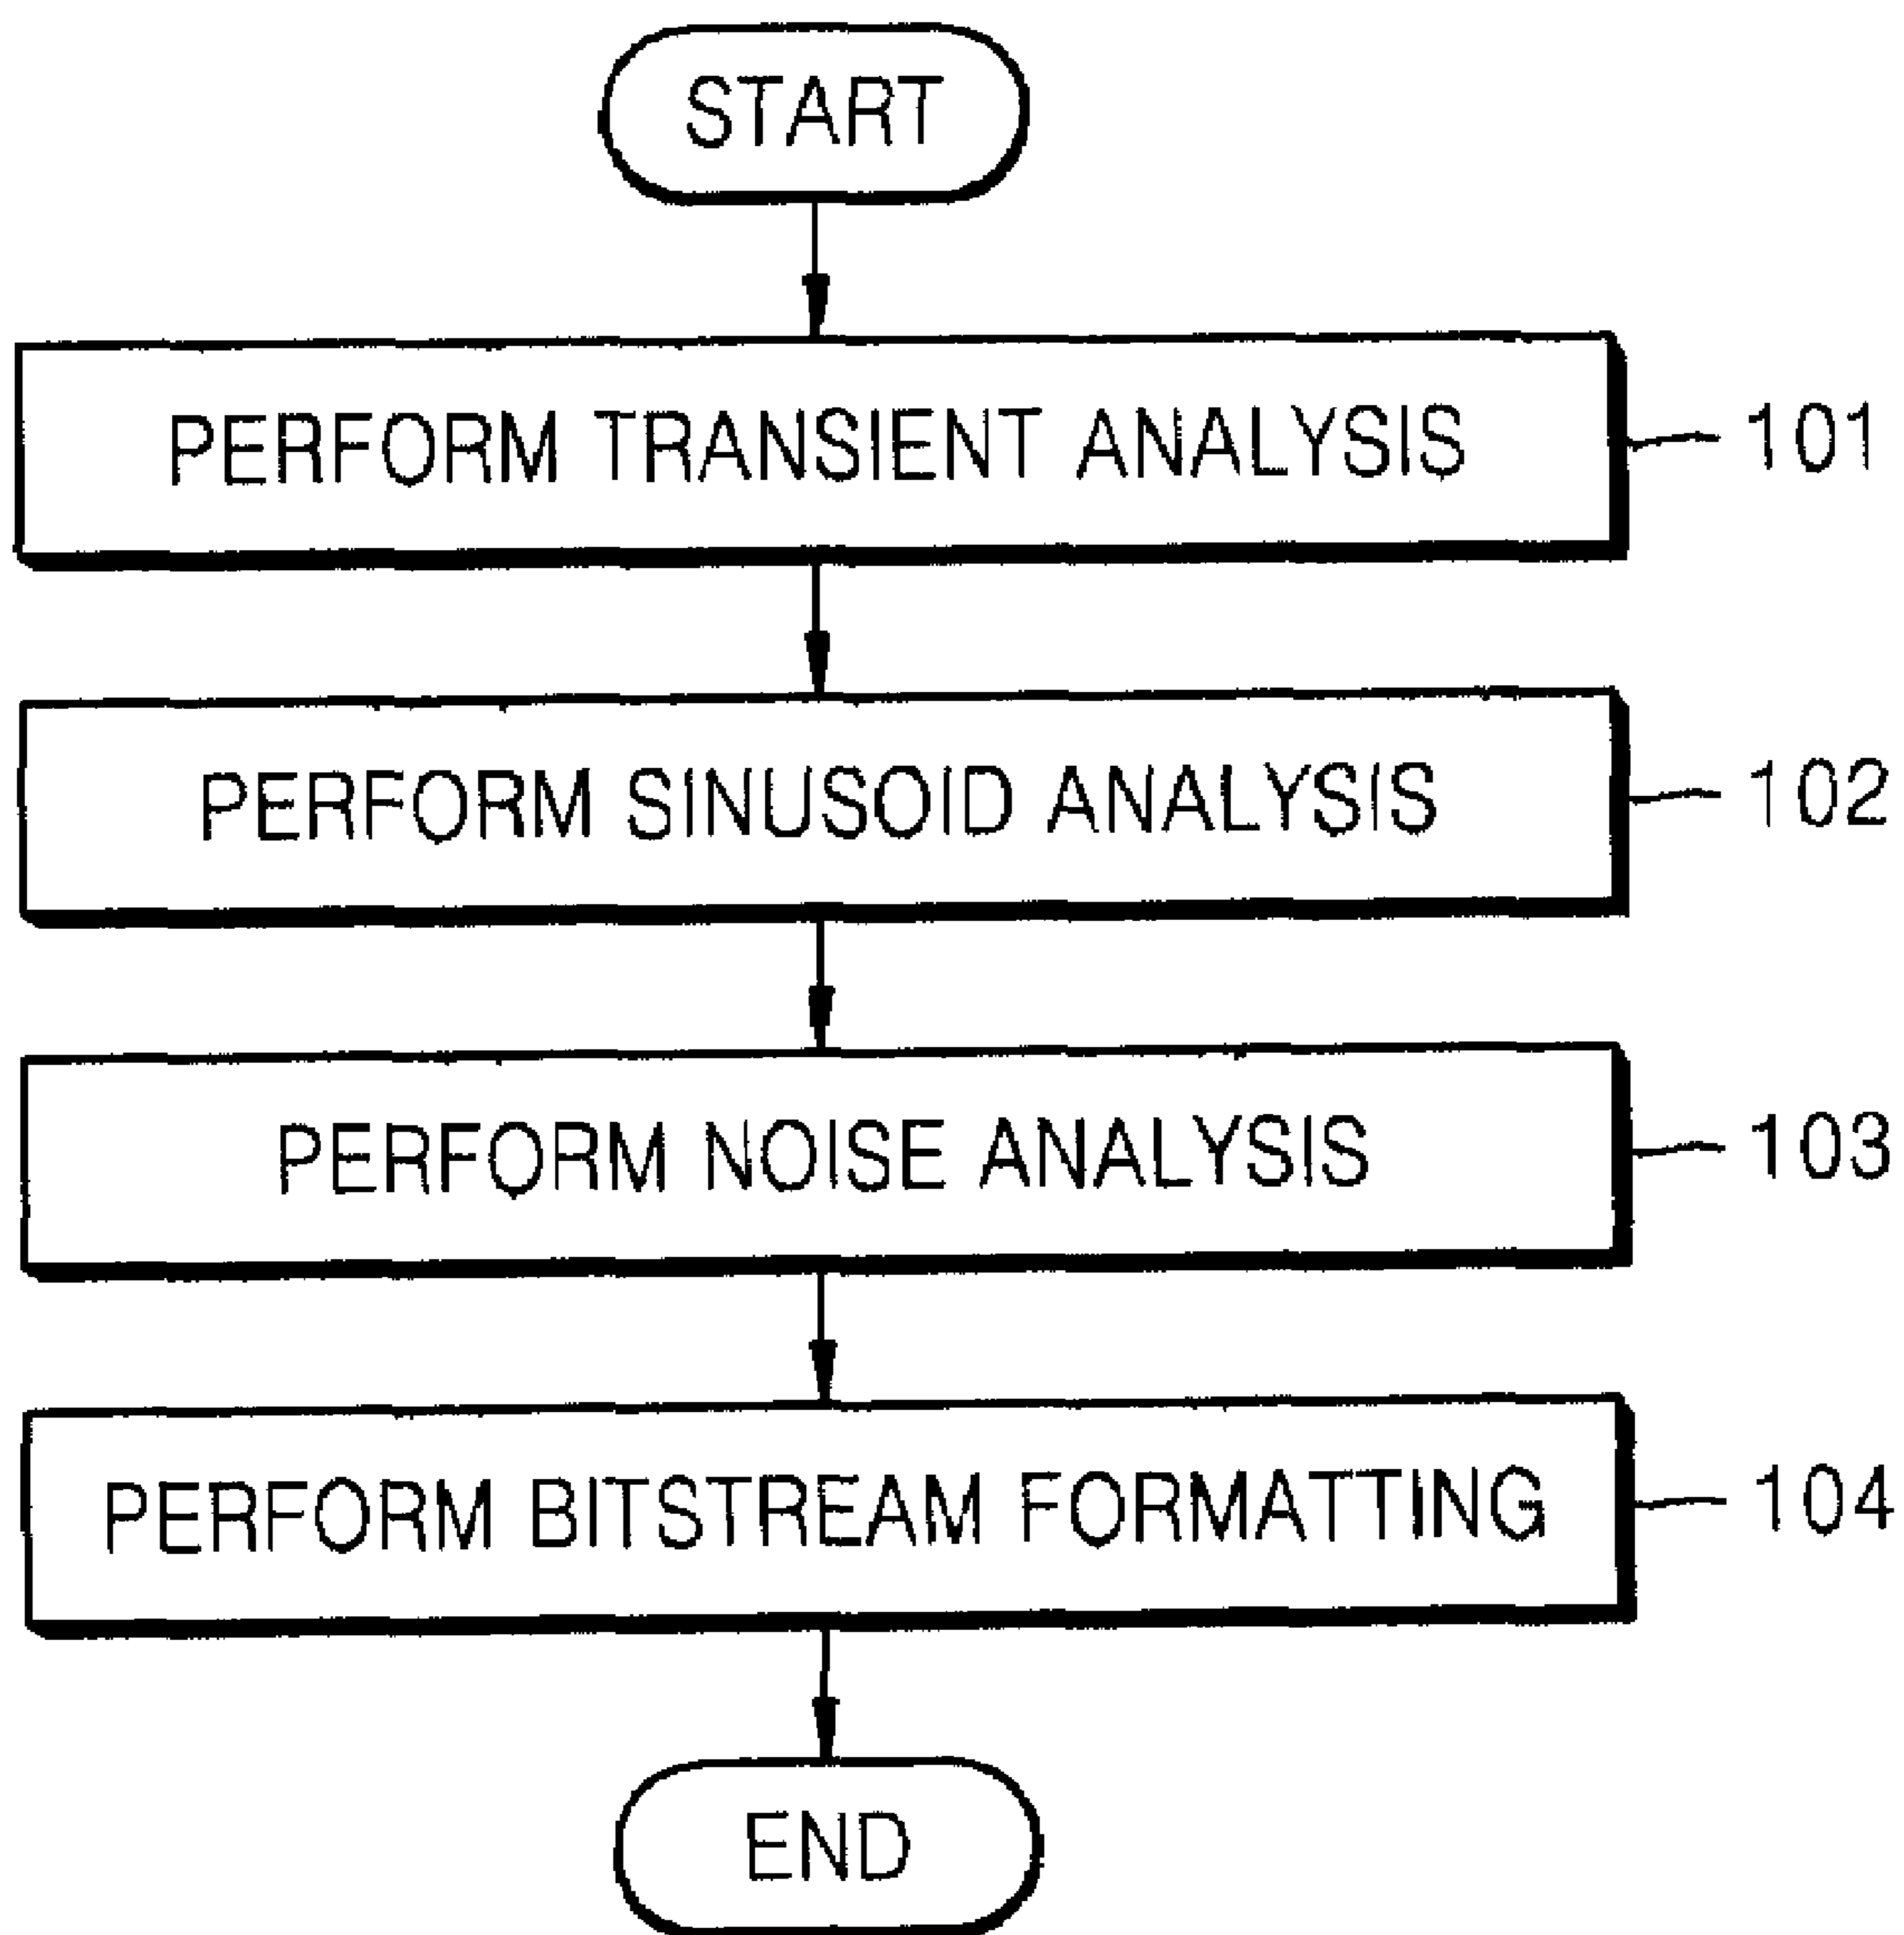 START
PERFORM TRANSIENT ANALYSIS
101
PERFORM SINUSOID ANALYSIS
102
PERFORM NOISE ANALYSIS
103
PERFORM BITSTREAM FORMATTING
104
END